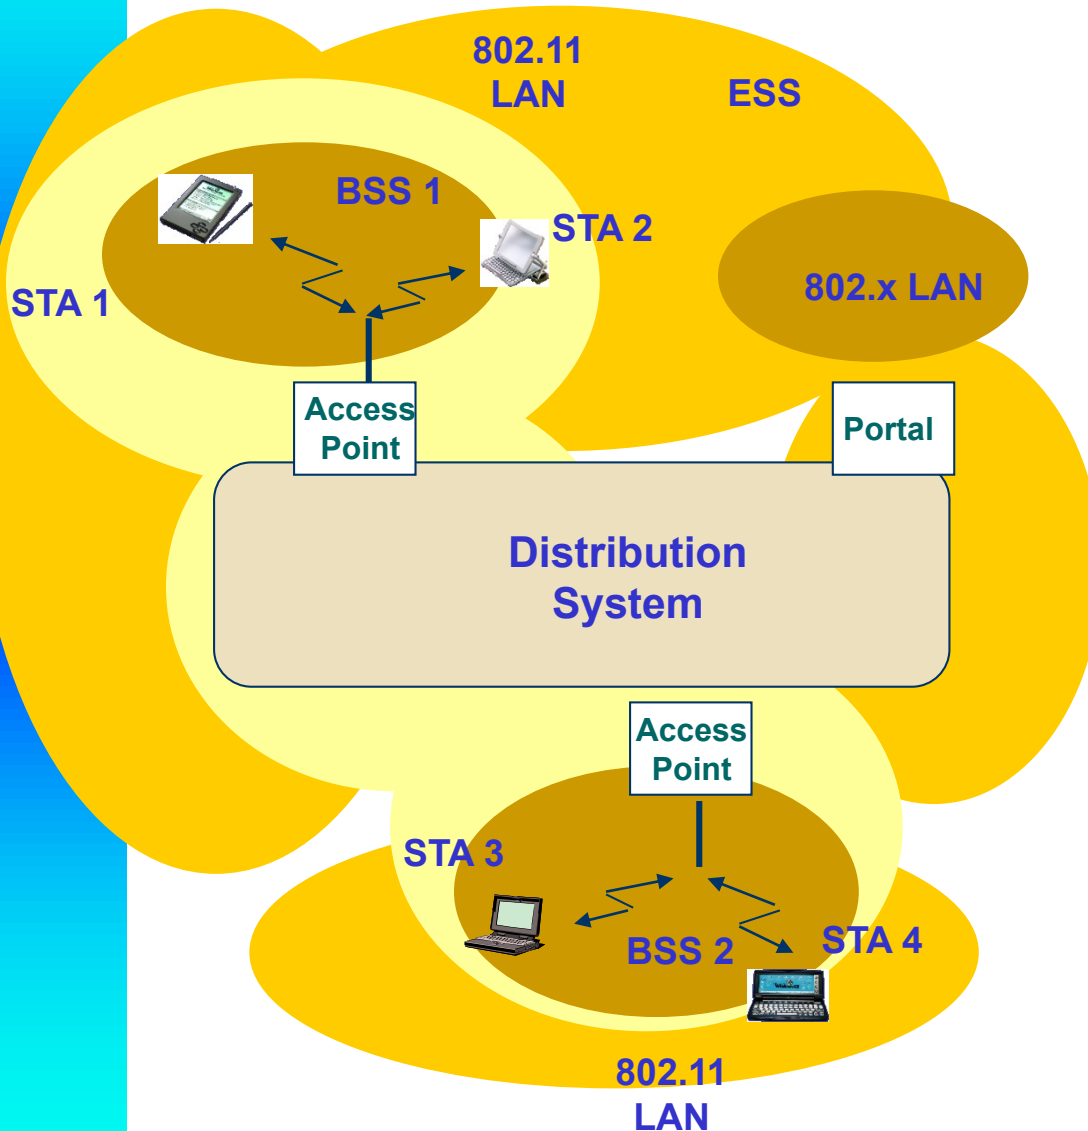 802.11
LAN
ESS
BSS 1
STA 2
802.x LAN
STA 1
Access
Point
Portal
Distribution
System
Access
Point
STA 3
BSS 2
STA 4
802.11
LAN